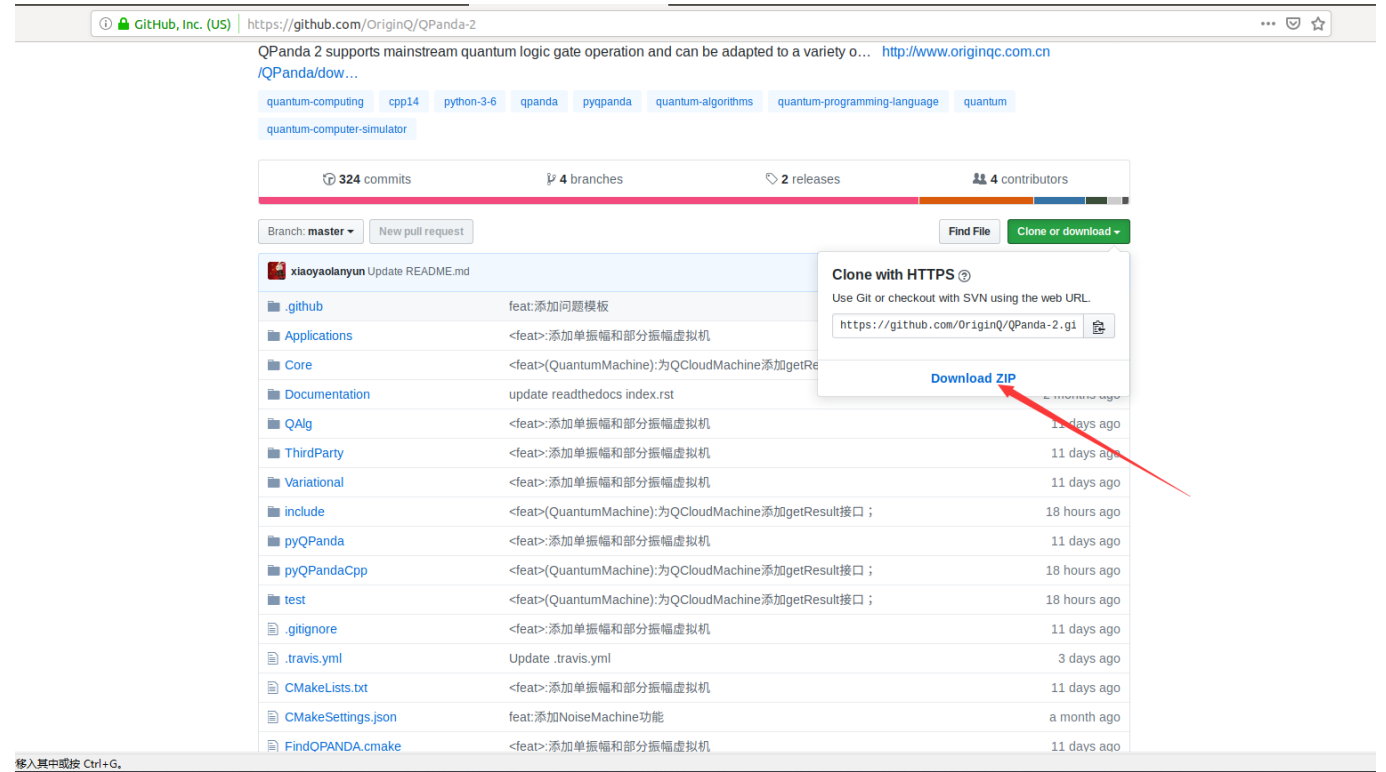 GitHub, Inc. (US) https://github.com/OriginQ/QPanda-2
QPanda 2 supports mainstream quantum logic gate operation and can be adapted to a variety o… http://www.originqc.com.cn
/QPanda/dow…
quantum-computing cpp14 python-3-6 qpanda pyqpanda quantum-algorithms quantum-programming-language quantum
quantum-computer-simulator
324 commits 4 branches 2 releases 4 contributors
Branch: master New pull request Find File Clone or download
xiaoyaolanyun Update README.md
Clone with HTTPS
Use Git or checkout with SVN using the web URL.
https://github.com/OriginQ/QPanda-2.gi
Download ZIP
.github feat:添加问题模板
Applications <feat>:添加单振幅和部分振幅虚拟机
Core <feat>(QuantumMachine):为QCloudMachine添加getRe
Documentation update readthedocs index.rst 2 months ago
QAlg <feat>:添加单振幅和部分振幅虚拟机 11 days ago
ThirdParty <feat>:添加单振幅和部分振幅虚拟机 11 days ago
Variational <feat>:添加单振幅和部分振幅虚拟机 11 days ago
include <feat>(QuantumMachine):为QCloudMachine添加getResult接口； 18 hours ago
pyQPanda <feat>:添加单振幅和部分振幅虚拟机 11 days ago
pyQPandaCpp <feat>(QuantumMachine):为QCloudMachine添加getResult接口； 18 hours ago
test <feat>(QuantumMachine):为QCloudMachine添加getResult接口； 18 hours ago
.gitignore <feat>:添加单振幅和部分振幅虚拟机 11 days ago
.travis.yml Update .travis.yml 3 days ago
CMakeLists.txt <feat>:添加单振幅和部分振幅虚拟机 11 days ago
CMakeSettings.json feat:添加NoiseMachine功能 a month ago
FindQPANDA.cmake <feat>:添加单振幅和部分振幅虚拟机 11 days ago
移入其中或按 Ctrl+G。